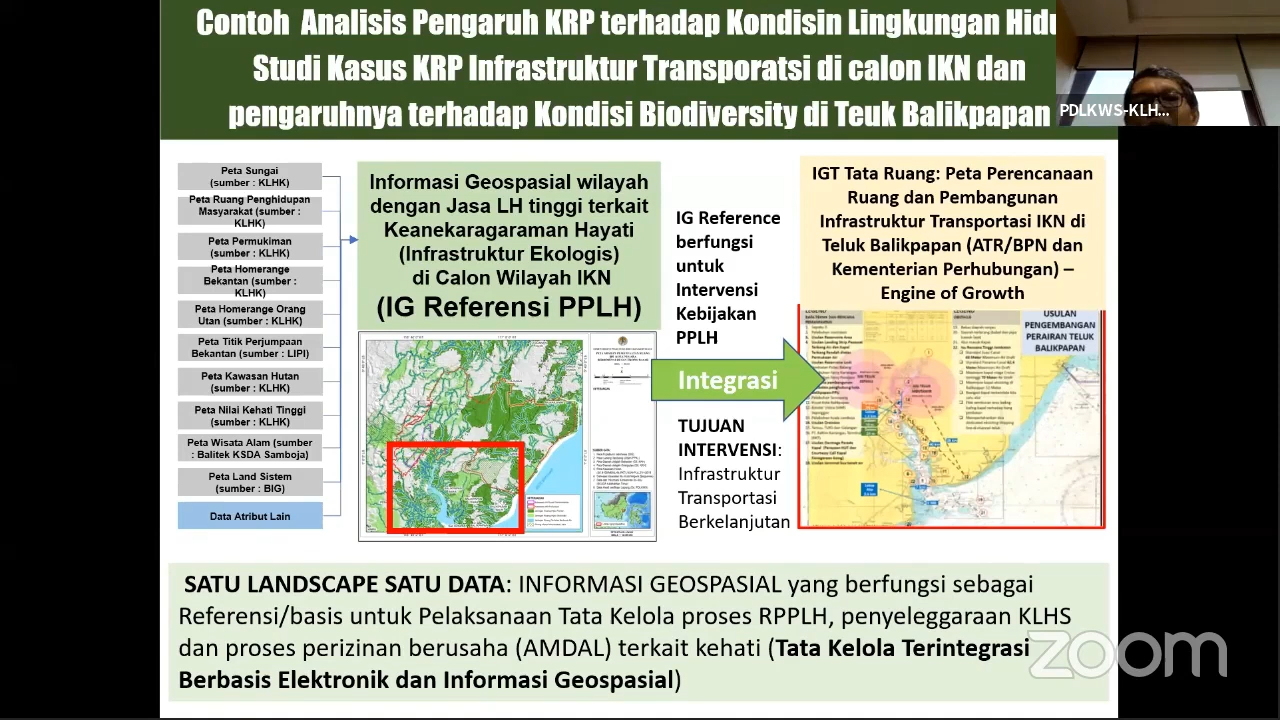 Contoh Analisis Pengaruh KRP terhadap Kondisin Lingkungan Hidu
Studi Kasus KRP Infrastruktur Transporatsi di calon IKN dan
pengaruhnya terhadap Kondisi Biodiversity di Teuk Balikpapan
PDLKWS-KLH...
Peta Sungai
(sumber : KLHK)
Peta Ruang Penghidupan
Masyarakat (sumber :
KLHK)
Peta Permukiman
(sumber : KLHK)
Peta Homerange
Bekantan (sumber :
KLHK)
Peta Homerange Orang
Utan (sumber : KLHK)
Peta Titik Perjumpaan
Bekantan (sumber : LIPI)
Peta Kawasan Hutan
(sumber : KLHK)
Peta Nilai Kehati Tinggi
(sumber : KLHK)
Peta Wisata Alam (sumber
: Balitek KSDA Samboja)
Peta Land Sistem
(sumber : BIG)
Data Atribut Lain
Informasi Geospasial wilayah
dengan Jasa LH tinggi terkait
Keanekaragaraman Hayati
(Infrastruktur Ekologis)
di Calon Wilayah IKN
(IG Referensi PPLH)
IG Reference
berfungsi
untuk
Intervensi
Kebijakan
PPLH
Integrasi
TUJUAN
INTERVENSI:
Infrastruktur
Transportasi
Berkelanjutan
IGT Tata Ruang: Peta Perencanaan
Ruang dan Pembangunan
Infrastruktur Transportasi IKN di
Teluk Balikpapan (ATR/BPN dan
Kementerian Perhubungan) –
Engine of Growth
USULAN
PENGEMBANGAN
PERAIRAN TELUK
BALIKPAPAN
SATU LANDSCAPE SATU DATA: INFORMASI GEOSPASIAL yang berfungsi sebagai
Referensi/basis untuk Pelaksanaan Tata Kelola proses RPPLH, penyeleggaraan KLHS
dan proses perizinan berusaha (AMDAL) terkait kehati (Tata Kelola Terintegrasi
Berbasis Elektronik dan Informasi Geospasial)
zoom